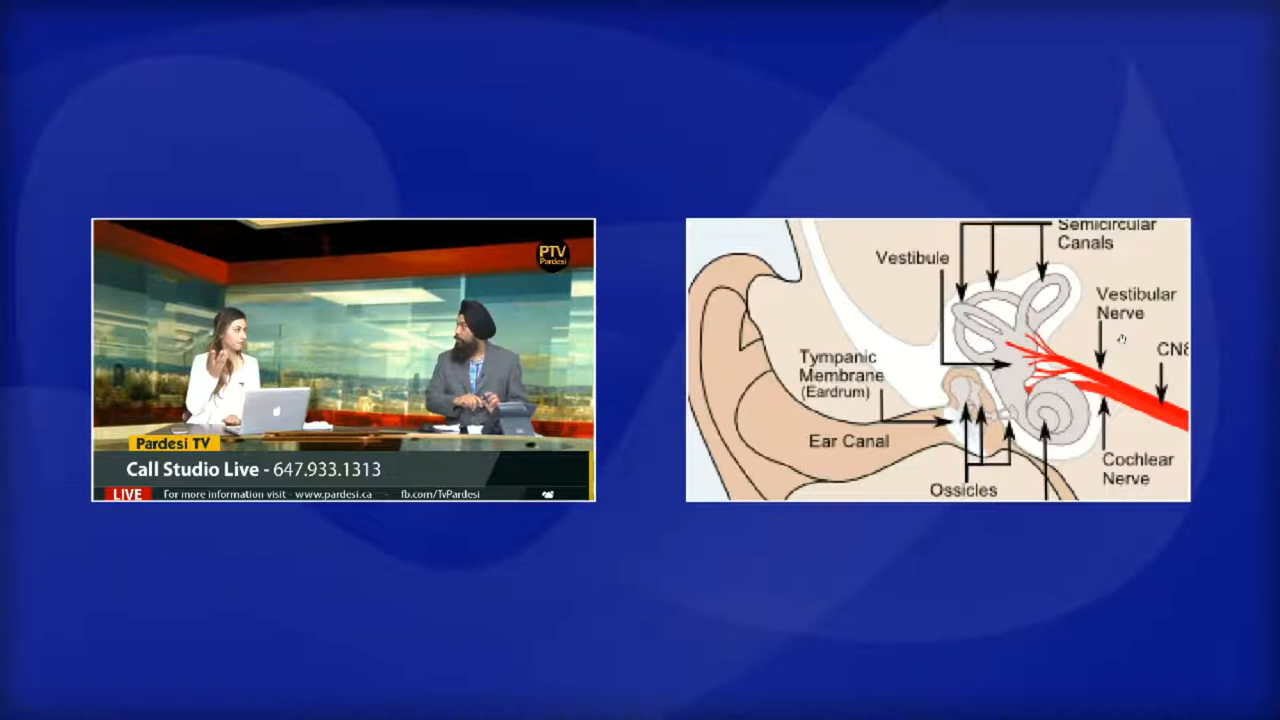 PTV
Pardesi
Pardesi TV
Call Studio Live - 647.933.1313
LIVE
For more information visit - www.pardesi.ca - fb.com/TvPardesi
Semicircular
Canals
Vestibule
Vestibular
Nerve
CN8
Tympanic
Membrane
(Eardrum)
Ear Canal
Cochlear
Nerve
Ossicles